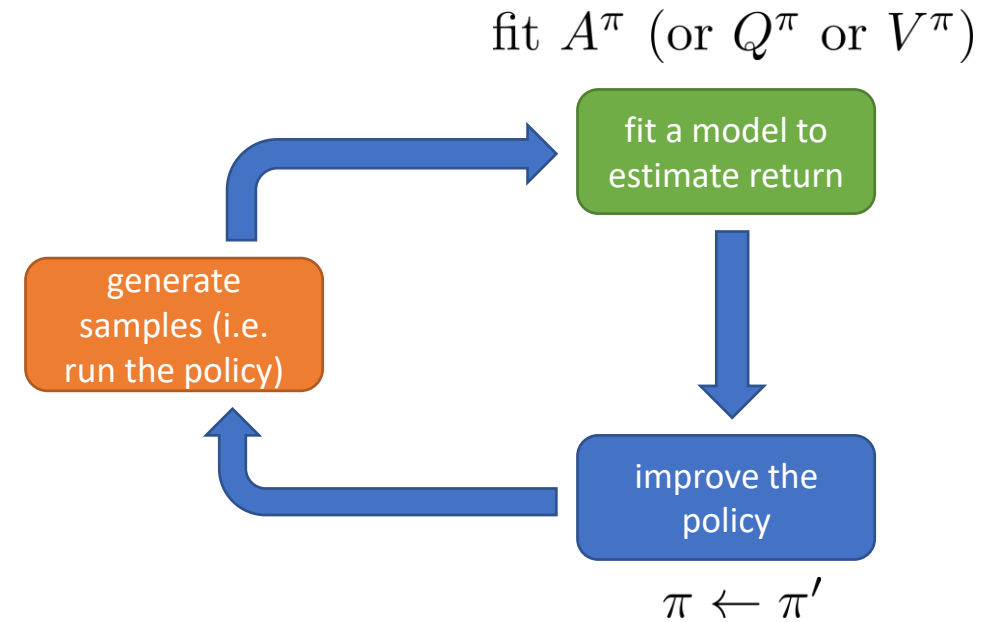 fit A^π (or Q^π or V^π)
fit a model to
estimate return
generate
samples (i.e.
run the policy)
improve the
policy
π ← π′